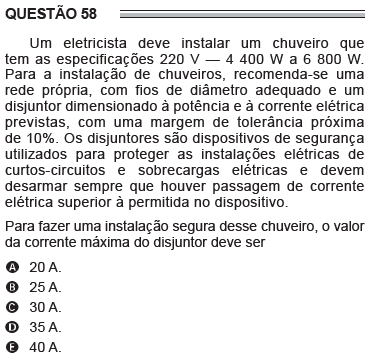 QUESTÃO 58
Um eletricista deve instalar um chuveiro que
tem as especificações 220 V — 4 400 W a 6 800 W.
Para a instalação de chuveiros, recomenda-se uma
rede própria, com fios de diâmetro adequado e um
disjuntor dimensionado à potência e à corrente elétrica
previstas, com uma margem de tolerância próxima
de 10%. Os disjuntores são dispositivos de segurança
utilizados para proteger as instalações elétricas de
curtos-circuitos e sobrecargas elétricas e devem
desarmar sempre que houver passagem de corrente
elétrica superior à permitida no dispositivo.
Para fazer uma instalação segura desse chuveiro, o valor
da corrente máxima do disjuntor deve ser
A 20 A.
B 25 A.
C 30 A.
D 35 A.
E 40 A.